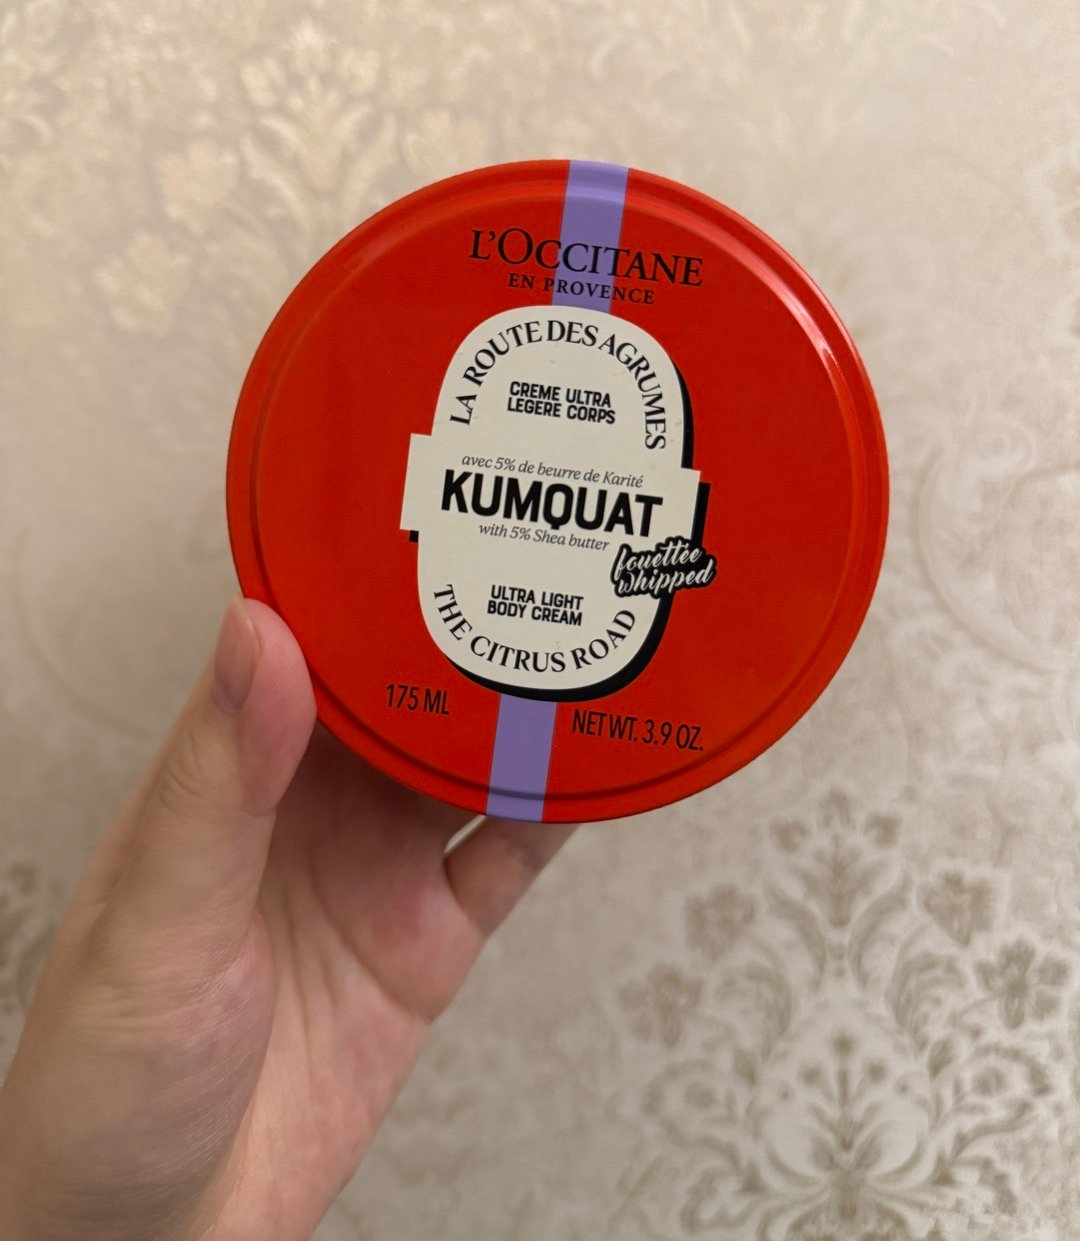 L'OCCITANE
EN PROVENCE
LA ROUTE DES AGRUMES
CREME ULTRA
LEGERE CORPS
avec 5% de beurre de Karité
KUMQUAT
with 5% Shea butter
fouettée
whipped
ULTRA LIGHT
BODY CREAM
THE CITRUS ROAD
175 ML
NET WT. 3.9 OZ.